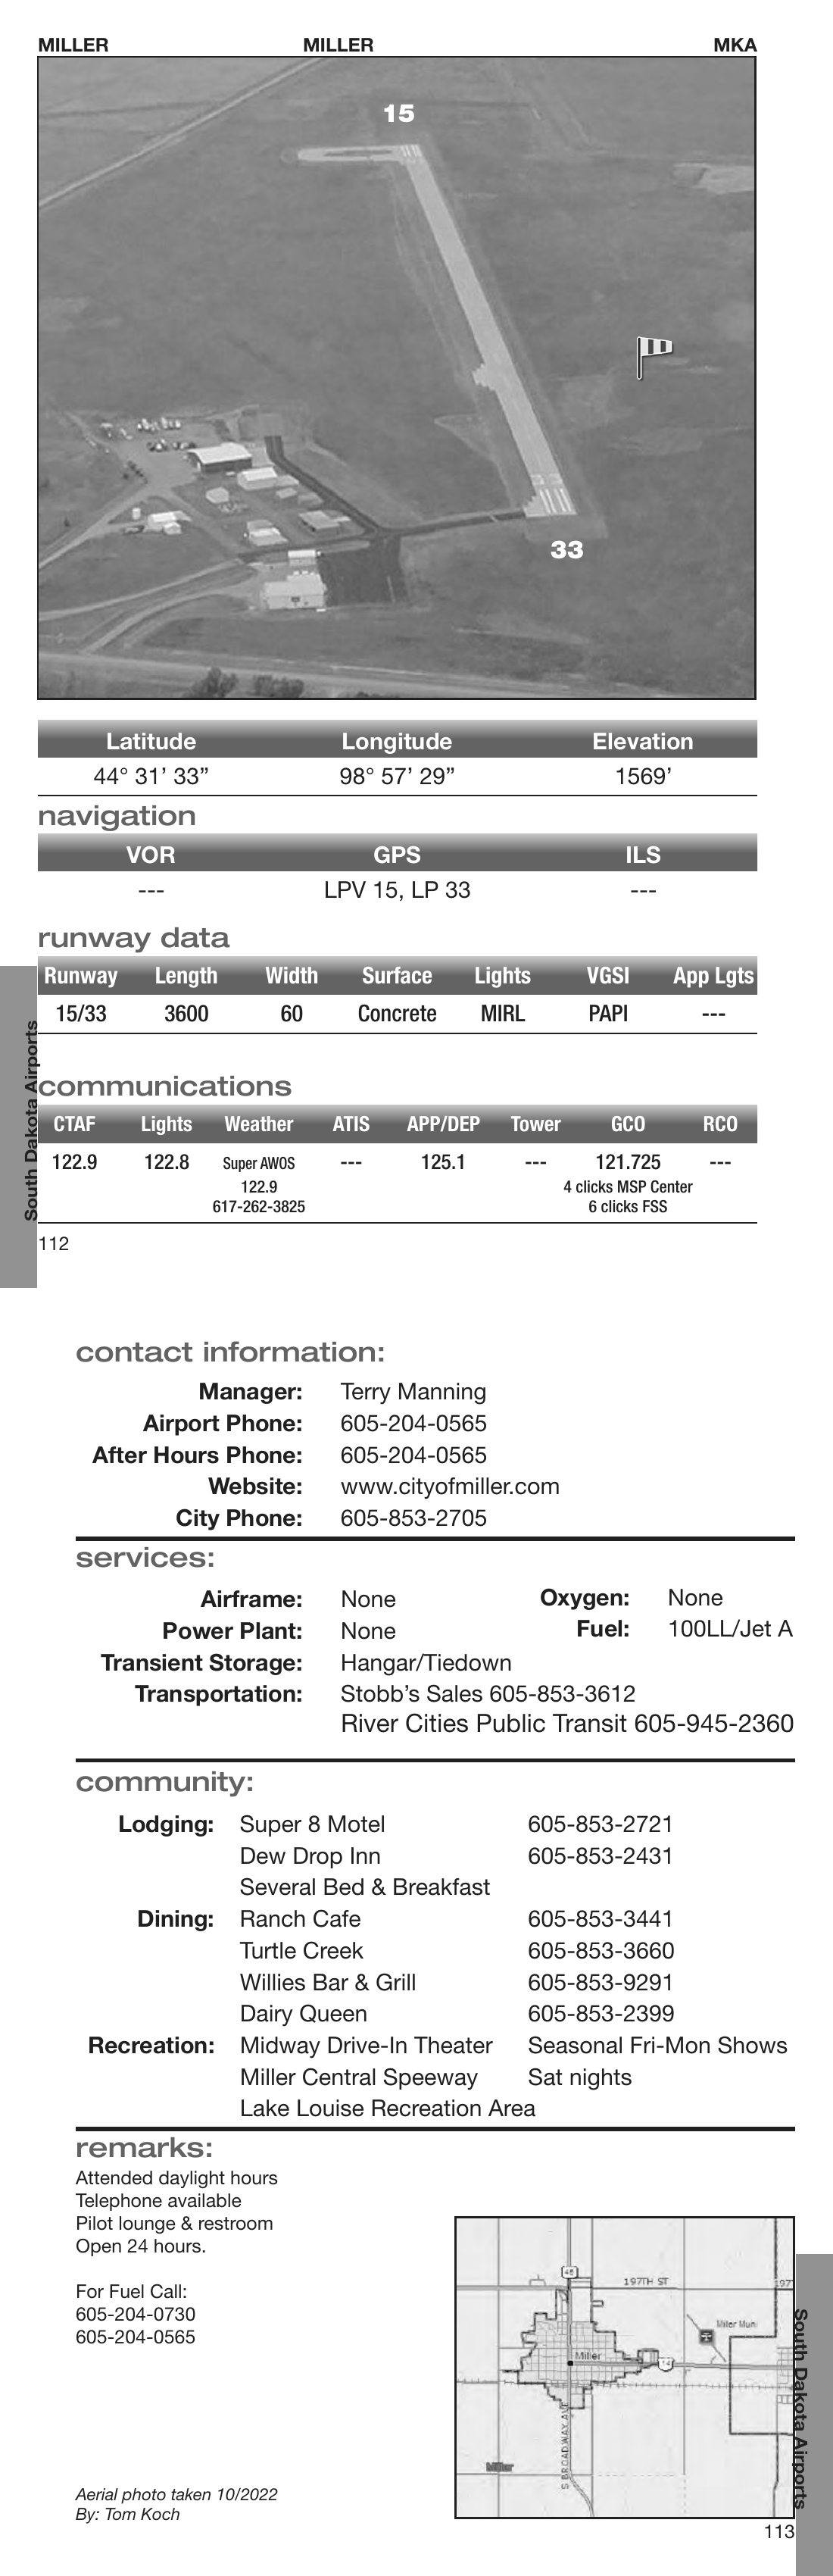 MILLER MILLER MKA
15
33
Latitude Longitude Elevation
44° 31’ 33” 98° 57’ 29” 1569’
navigation
VOR GPS ILS
--- LPV 15, LP 33 ---
runway data
Runway Length Width Surface Lights VGSI App Lgts
15/33 3600 60 Concrete MIRL PAPI ---
South Dakota Airports
communications
CTAF Lights Weather ATIS APP/DEP Tower GCO RCO
122.9 122.8 Super AWOS --- 125.1 --- 121.725 ---
122.9 4 clicks MSP Center
617-262-3825 6 clicks FSS
112
contact information:
Manager: Terry Manning
Airport Phone: 605-204-0565
After Hours Phone: 605-204-0565
Website: www.cityofmiller.com
City Phone: 605-853-2705
services:
Airframe: None Oxygen: None
Power Plant: None Fuel: 100LL/Jet A
Transient Storage: Hangar/Tiedown
Transportation: Stobb’s Sales 605-853-3612
River Cities Public Transit 605-945-2360
community:
Lodging: Super 8 Motel 605-853-2721
Dew Drop Inn 605-853-2431
Several Bed & Breakfast
Dining: Ranch Cafe 605-853-3441
Turtle Creek 605-853-3660
Willies Bar & Grill 605-853-9291
Dairy Queen 605-853-2399
Recreation: Midway Drive-In Theater Seasonal Fri-Mon Shows
Miller Central Speeway Sat nights
Lake Louise Recreation Area
remarks:
Attended daylight hours
Telephone available
Pilot lounge & restroom
Open 24 hours.
For Fuel Call:
605-204-0730
605-204-0565
45
197TH ST 197
Miller Muni
Miller
14
S BROADWAY AVE
Miller
South Dakota Airports
Aerial photo taken 10/2022
By: Tom Koch
113